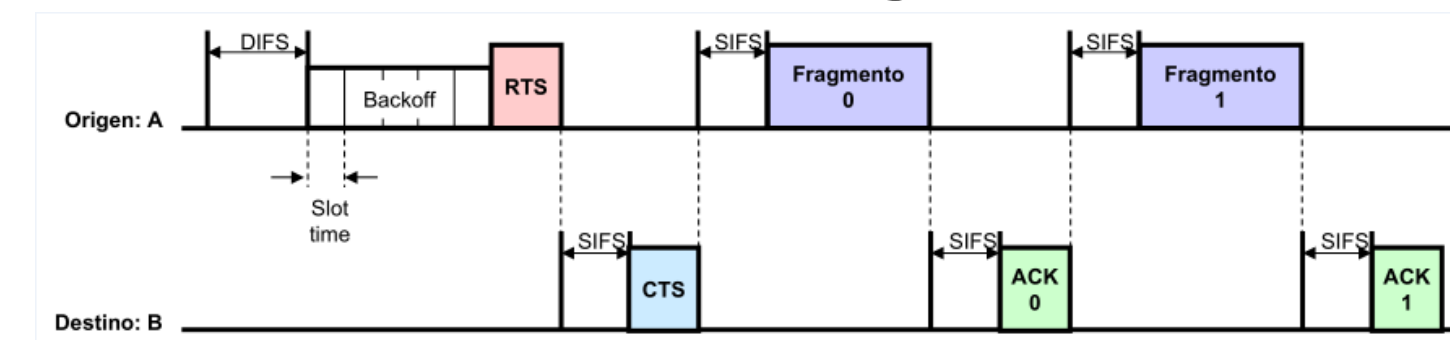 DIFS
SIFS
SIFS
RTS
Fragmento
0
Fragmento
1
Backoff
Origen: A
Slot
time
SIFS
SIFS
SIFS
CTS
ACK
0
ACK
1
Destino: B